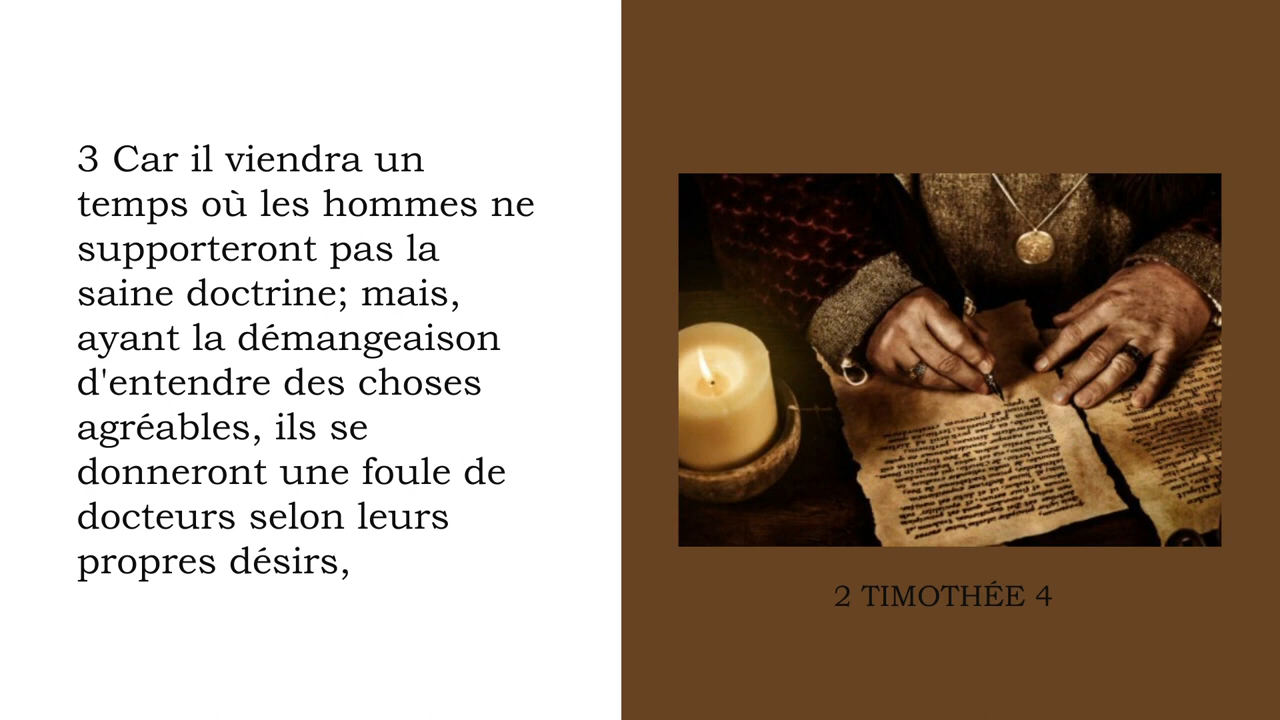 3 Car il viendra un
temps où les hommes ne
supporteront pas la
saine doctrine; mais,
ayant la démangeaison
d'entendre des choses
agréables, ils se
donneront une foule de
docteurs selon leurs
propres désirs,
2 TIMOTHÉE 4